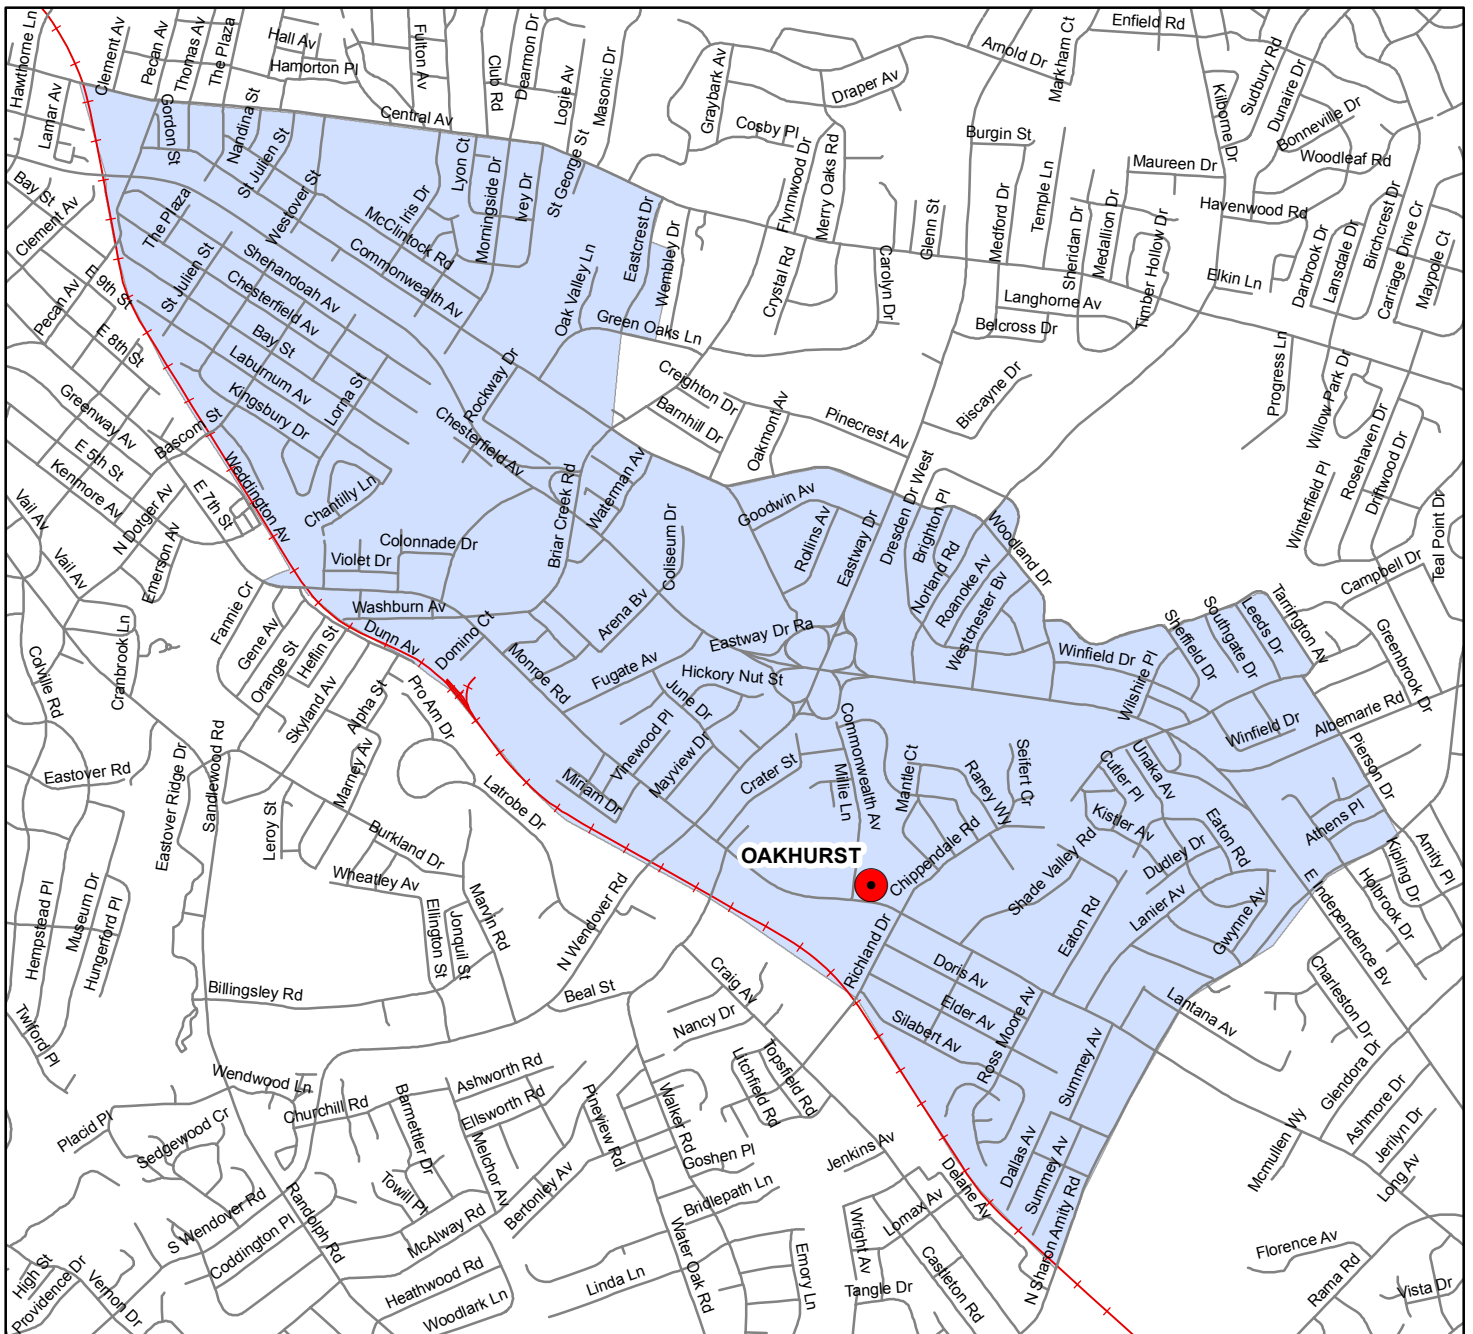 Hawthorne Ln
Clement Av
Pecan Av
Thomas Av
The Plaza
Hall Av
Hamorton Pl
Fulton Av
Club Rd
Dearmon Dr
Logie Av
Masonic Dr
Graybark Av
Draper Av
Arnold Dr
Markham Ct
Enfield Rd
Kilborne Dr
Sudbury Rd
Dunaire Dr
Bonneville Dr
Woodleaf Rd
Lamar Av
Gordon St
Nandina St
St Julien St
Central Av
Lyon Ct
Morningside Dr
Ivey Dr
St George St
Cosby Pl
Flynnwood Dr
Merry Oaks Rd
Burgin St
Medford Dr
Temple Ln
Maureen Dr
Havenwood Rd
Bay St
Clement Av
The Plaza
Westover St
Iris Dr
McClintock Rd
Commonwealth Av
Eastcrest Dr
Wembley Dr
Crystal Rd
Carolyn Dr
Glenn St
Sheridan Dr
Medallion Dr
Timber Hollow Dr
Elkin Ln
Darbrook Dr
Lansdale Dr
Birchcrest Dr
Carriage Drive Cr
Maypole Ct
Pecan Av
E 9th St
E 8th St
St Julien St
Shenandoah Av
Chesterfield Av
Bay St
Laburnum Av
Kingsbury Dr
Lorna St
Oak Valley Ln
Green Oaks Ln
Langhorne Av
Belcross Dr
Progress Ln
Willow Park Dr
Greenway Av
E 5th St
Kenmore Av
Bascom St
Rockway Dr
Chesterfield Av
Creighton Dr
Barnhill Dr
Oakmont Av
Pinecrest Av
Biscayne Dr
Winterfield Pl
Rosehaven Dr
Driftwood Dr
Vail Av
Vail Av
N Dotger Av
Emerson Av
E 7th St
Weddington Av
Chantilly Ln
Colonnade Dr
Violet Dr
Briar Creek Rd
Waterman Av
Coliseum Dr
Goodwin Av
Rollins Av
Eastway Dr
Dresden Dr West
Brighton Pl
Norland Rd
Roanoke Av
Westchester Bv
Woodland Dr
Campbell Dr
Teal Point Dr
Colville Rd
Cranbrook Ln
Fannie Cr
Gene Av
Orange St
Heflin St
Skyland Av
Washburn Av
Dunn Av
Domino Ct
Monroe Rd
Arena Bv
Fugate Av
Eastway Dr Ra
Hickory Nut St
Winfield Dr
Wilshire Pl
Sheffield Dr
Southgate Dr
Leeds Dr
Tarrington Av
Greenbrook Dr
Albemarle Rd
Winfield Dr
Pierson Dr
Eastover Rd
Eastover Ridge Dr
Sandlewood Rd
Alpha St
Marney Av
Pro Am Dr
Latrobe Dr
June Dr
Vinewood Pl
Mayview Dr
Miriam Dr
Crater St
Millie Ln
Commonwealth Av
Mantle Ct
Raney Wy
Seifert Cr
Cutler Pl
Unaka Av
Kistler Av
Eaton Rd
Dudley Dr
Athens Pl
Amity Pl
Kipling Dr
Holbrook Dr
Leroy St
Burkland Dr
Wheatley Av
Ellington St
Jonquil St
Marvin Rd
N Wendover Rd
OAKHURST
Chippendale Rd
Shade Valley Rd
Eaton Rd
Lanier Av
Gwynne Av
E Independence Bv
Hempstead Pl
Museum Dr
Hungerford Pl
Twiford Pl
Billingsley Rd
Beal St
Craig Av
Nancy Dr
Richland Dr
Doris Av
Elder Av
Silabert Av
Ross Moore Av
Summey Av
Lantana Av
Charleston Dr
Glendora Dr
Ashmore Dr
Jerilyn Dr
Long Av
Mcmullen Wy
Wendwood Ln
Churchill Rd
Barmettler Dr
Ashworth Rd
Ellsworth Rd
Melchor Av
Pineview Rd
Walker Rd
Litchfield Rd
Topsfield Rd
Goshen Pl
Bridlepath Ln
Jenkins Av
Delane Av
Dallas Av
Summey Av
N Sharon Amity Rd
Placid Pl
Sedgewood Cr
S Wendover Rd
Coddington Pl
Randolph Rd
Towill Pl
McAlway Rd
Bertonley Av
Heathwood Rd
Woodlark Ln
Linda Ln
Water Oak Rd
Emory Ln
Wright Av
Lomax Av
Tangle Dr
Castleton Rd
Florence Av
Rama Rd
Vista Dr
High St
Providence Dr
Vernon Dr